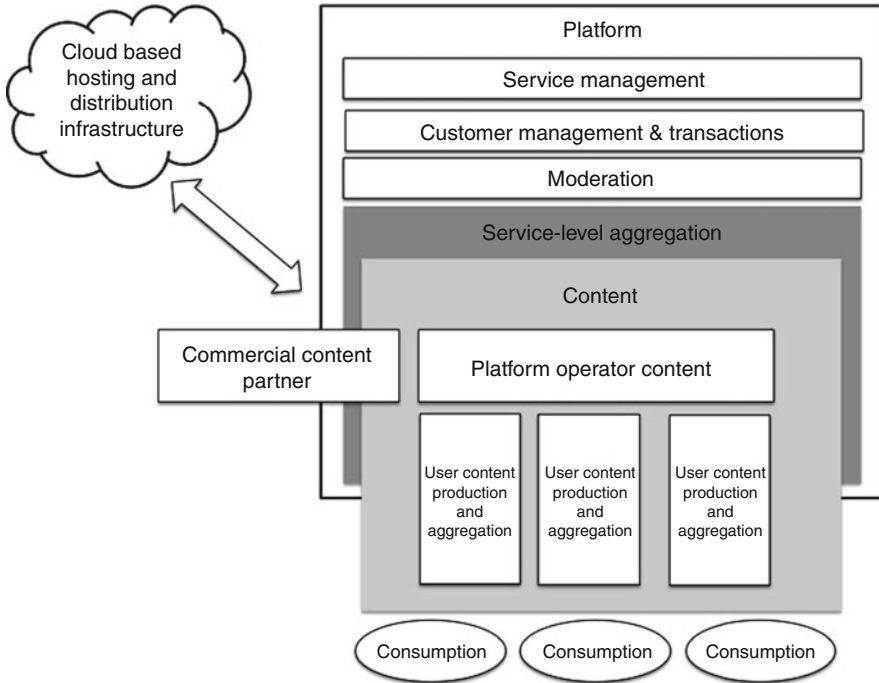 Cloud based
hosting and
distribution
infrastructure
Platform
Service management
Customer management & transactions
Moderation
Service-level aggregation
Content
Commercial content
partner
Platform operator content
User content
production
and
aggregation
User content
production
and
aggregation
User content
production
and
aggregation
Consumption
Consumption
Consumption